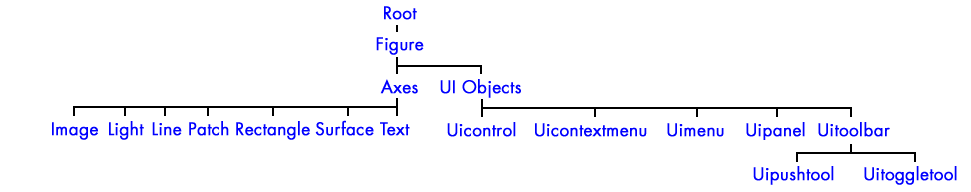 Root
Figure
Axes UI Objects
Image Light Line Patch Rectangle Surface Text Uicontrol Uicontextmenu Uimenu Uipanel Uitoolbar
Uipushtool Uitoggletool